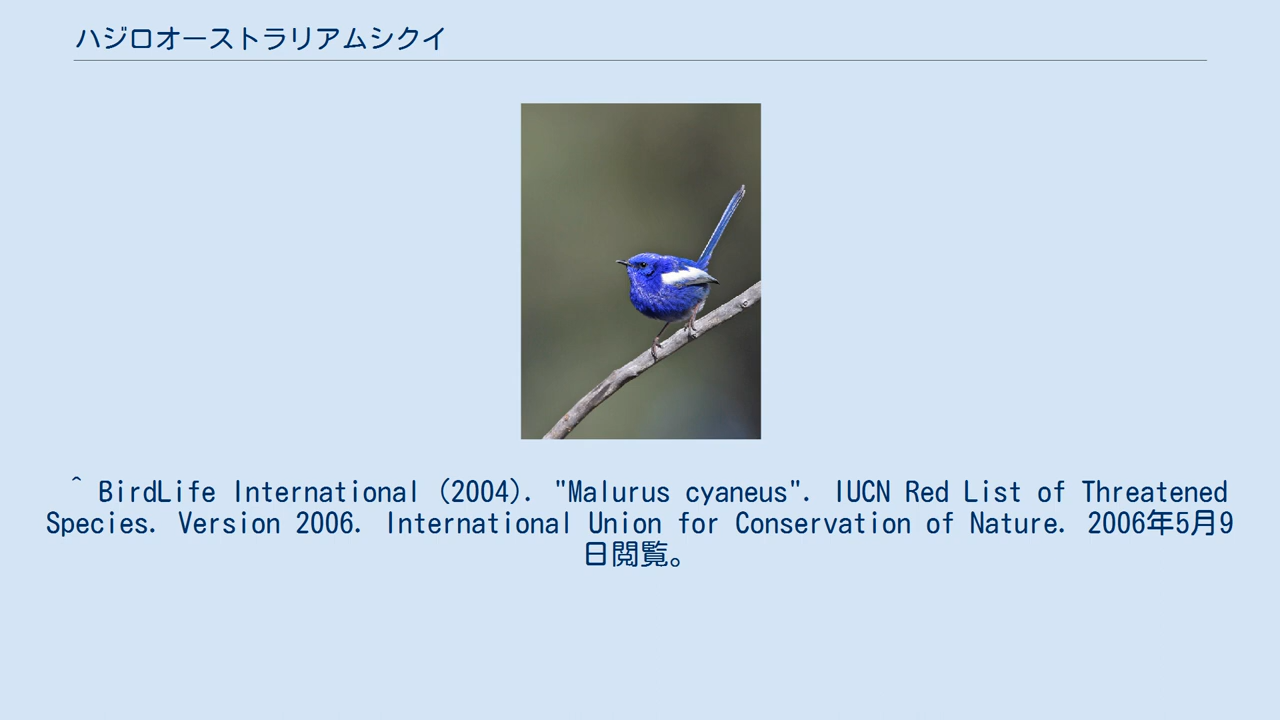 ハジロオーストラリアムシクイ
^ BirdLife International (2004). "Malurus cyaneus". IUCN Red List of Threatened
Species. Version 2006. International Union for Conservation of Nature. 2006年5月9
日閲覧。